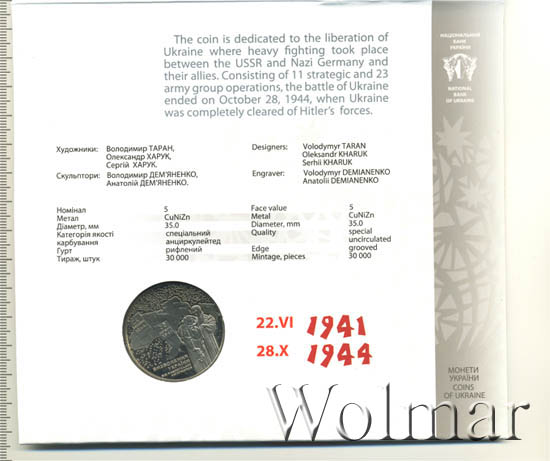 The coin is dedicated to the liberation of
Ukraine where heavy fighting took place
between the USSR and Nazi Germany and
their allies. Consisting of 11 strategic and 23
army group operations, the battle of Ukraine
ended on October 28, 1944, when Ukraine
was completely cleared of Hitler's forces.
НАЦІОНАЛЬНИЙ
БАНК
УКРАЇНИ
NATIONAL
BANK
OF UKRAINE
Художники: Володимир ТАРАН,
Олександр ХАРУК,
Сергій ХАРУК.
Скульптори: Володимир ДЕМ'ЯНЕНКО,
Анатолій ДЕМ'ЯНЕНКО.
Designers: Volodymyr TARAN
Oleksandr KHARUK
Serhii KHARUK
Engraver: Volodymyr DEMIANENKO
Anatolii DEMIANENKO
Номінал 5
Метал CuNiZn
Діаметр, мм 35.0
Категорія якості спеціальний
карбування анциркулейтед
Гурт рифлений
Тираж, штук 30 000
Face value 5
Metal CuNiZn
Diameter, mm 35.0
Quality special
uncirculated
Edge grooved
Mintage, pieces 30 000
22.VI 1941
28.X 1944
ВИЗВОЛЕННЯ
УКРАЇНИ
МОНЕТИ
УКРАЇНИ
COINS
OF UKRAINE
Wolmar